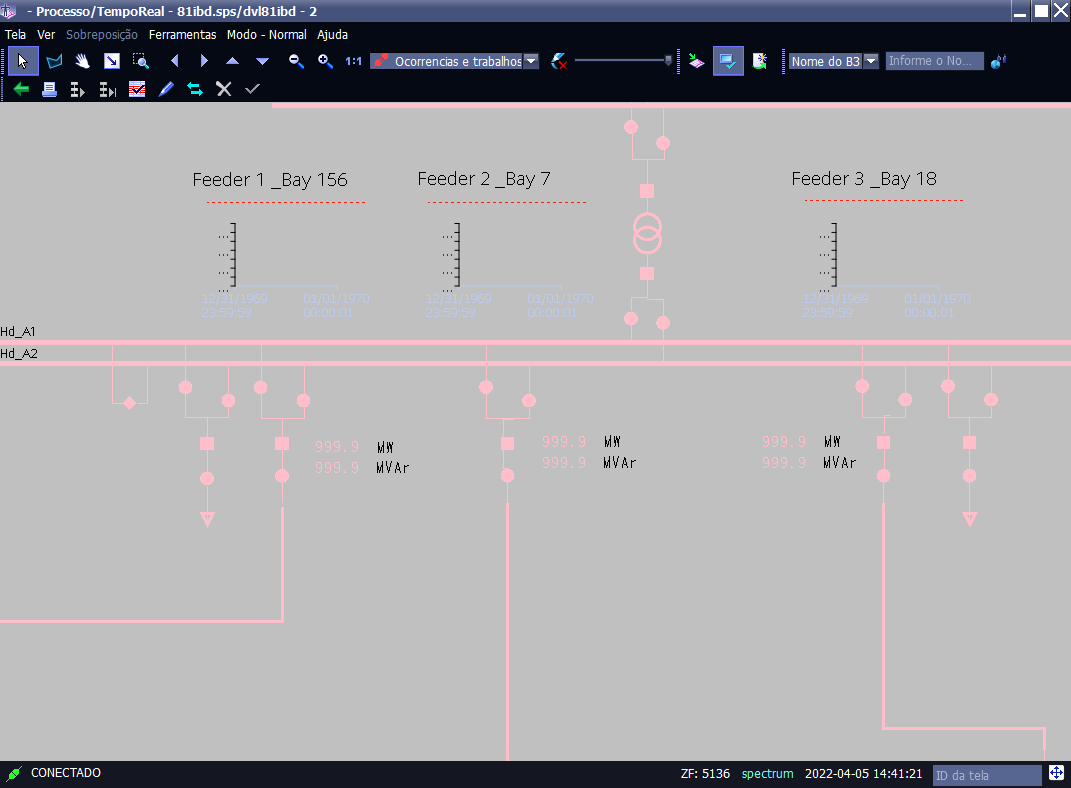 - Processo/TempoReal - 81ibd.sps/dvl81ibd - 2
Tela Ver Sobreposição Ferramentas Modo - Normal Ajuda
1:1 Ocorrencias e trabalhos Nome do B3 Informe o No...
Feeder 1 _Bay 156 Feeder 2 _Bay 7 Feeder 3 _Bay 18
... ... ...
... ... ...
... ... ...
... ... ...
12/31/1969 01/01/1970 12/31/1969 01/01/1970 12/31/1969 01/01/1970
23:59:59 00:00:01 23:59:59 00:00:01 23:59:59 00:00:01
Hd_A1
Hd_A2
999.9 MW 999.9 MW 999.9 MW
999.9 MVAr 999.9 MVAr 999.9 MVAr
CONECTADO ZF: 5136 spectrum 2022-04-05 14:41:21 ID da tela